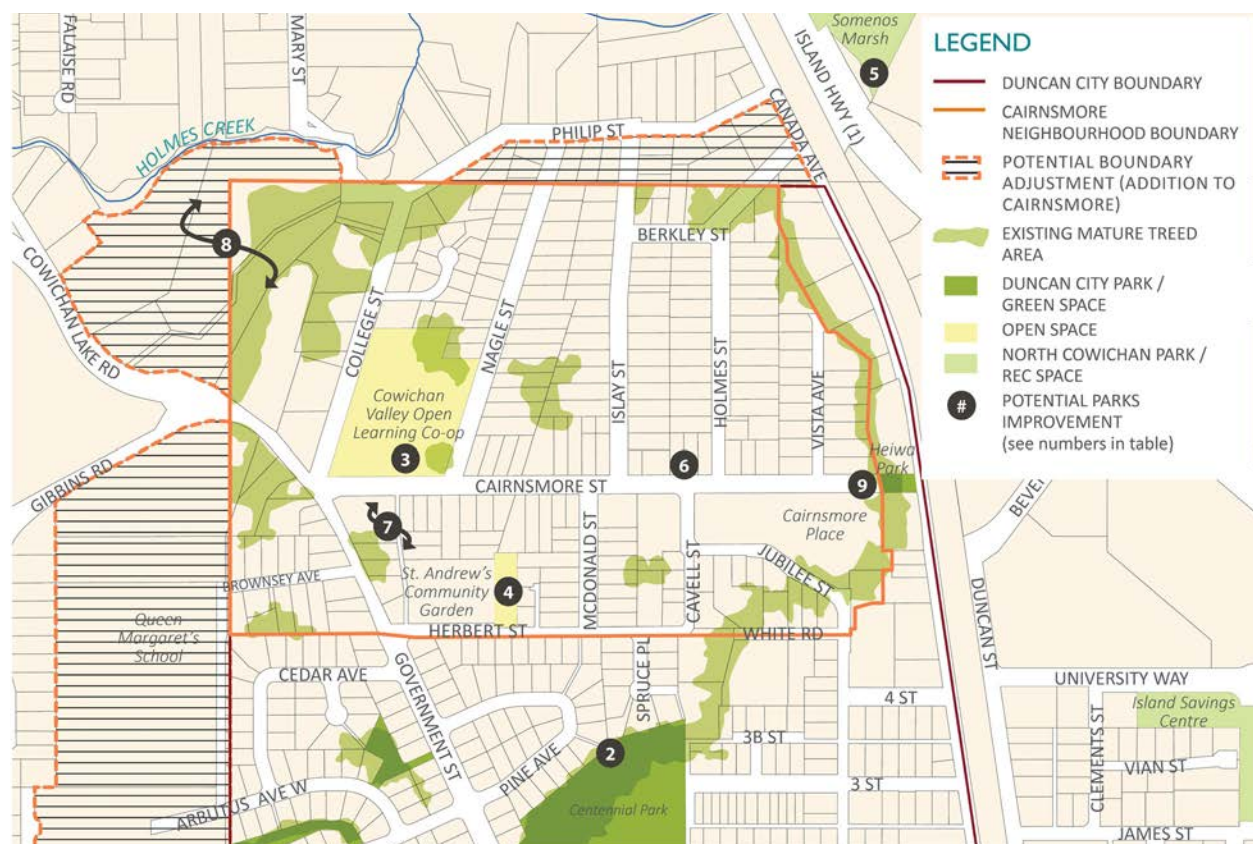 FALAISE RD
MARY ST
ISLAND HWY (1)
Somenos
Marsh
5
CANADA AVE
PHILIP ST
HOLMES CREEK
8
COWICHAN LAKE RD
COLLEGE ST
NAGLE ST
BERKLEY ST
ISLAY ST
HOLMES ST
VISTA AVE
Cowichan
Valley Open
Learning Co-op
3
6
Heiwa
Park
9
GIBBINS RD
CAIRNSMORE ST
7
Cairnsmore
Place
MCDONALD ST
CAVELL ST
JUBILEE ST
BROWNSEY AVE
St. Andrew's
Community
Garden
4
Queen
Margaret's
School
HERBERT ST
WHITE RD
DUNCAN ST
BEVE
CEDAR AVE
GOVERNMENT ST
SPRUCE PL
4 ST
UNIVERSITY WAY
Island Savings
Centre
2
PINE AVE
3B ST
3 ST
CLEMENTS ST
VIAN ST
ARBUTUS AVE W
Centennial Park
JAMES ST
LEGEND
DUNCAN CITY BOUNDARY
CAIRNSMORE
NEIGHBOURHOOD BOUNDARY
POTENTIAL BOUNDARY
ADJUSTMENT (ADDITION TO
CAIRNSMORE)
EXISTING MATURE TREED
AREA
DUNCAN CITY PARK /
GREEN SPACE
OPEN SPACE
NORTH COWICHAN PARK /
REC SPACE
#
POTENTIAL PARKS
IMPROVEMENT
(see numbers in table)